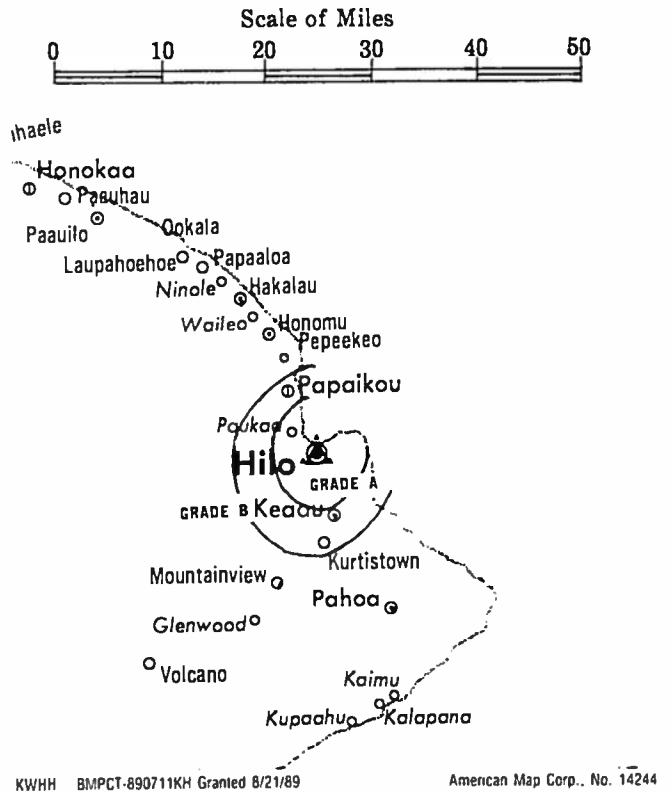 Scale of Miles
0 10 20 30 40 50
ihaele
Honokaa
Paauhau
Paauilo
Ookala
Laupahoehoe
Papaaloa
Ninole
Hakalau
Waileo
Honomu
Pepeekeo
Papaikou
Paukaa
Hilo
GRADE A
GRADE B
Keaau
Kurtistown
Mountainview
Pahoa
Glenwood
Volcano
Kaimu
Kupaahu
Kalapana
KWHH BMPCT-890711KH Granted 8/21/89
American Map Corp., No. 14244